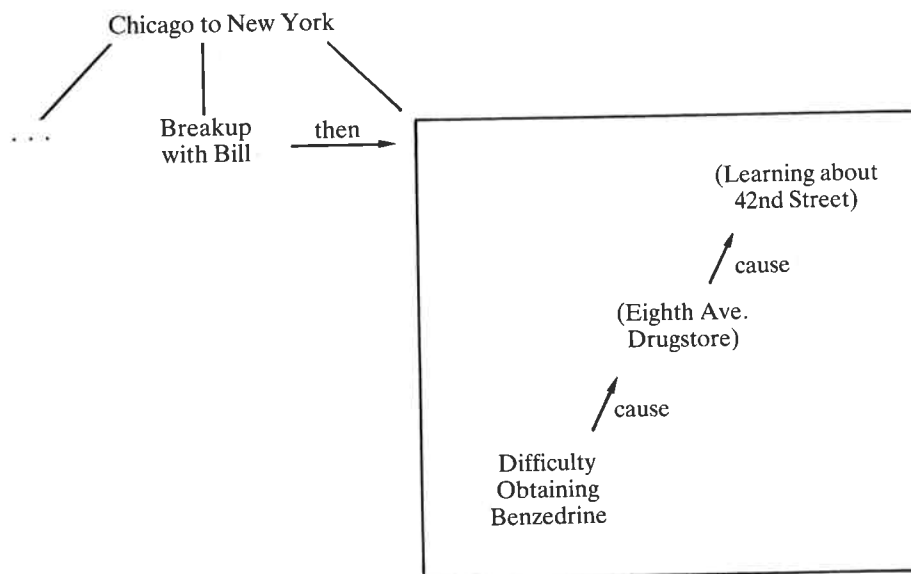 Chicago to New York
. . .
Breakup
with Bill
then
(Learning about
42nd Street)
cause
(Eighth Ave.
Drugstore)
cause
Difficulty
Obtaining
Benzedrine